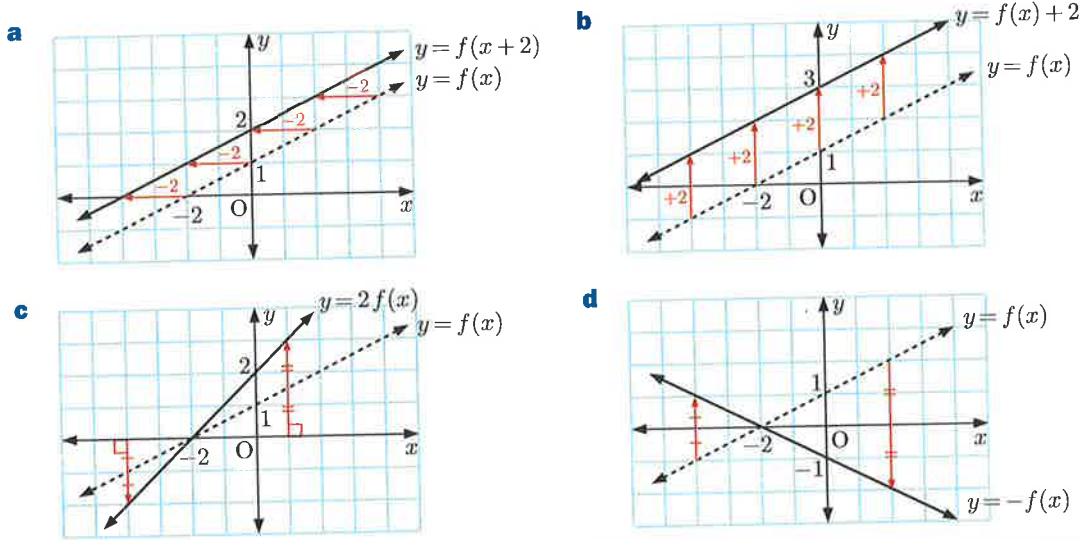 a
y
y = f(x + 2)
y = f(x)
−2
2
−2
−2
1
−2
−2
O
x
b
y
y = f(x) + 2
y = f(x)
3
+2
+2
+2
1
+2
−2
O
x
c
y
y = 2 f(x)
y = f(x)
2
1
−2
O
x
d
y
y = f(x)
1
−2
O
x
−1
y = −f(x)